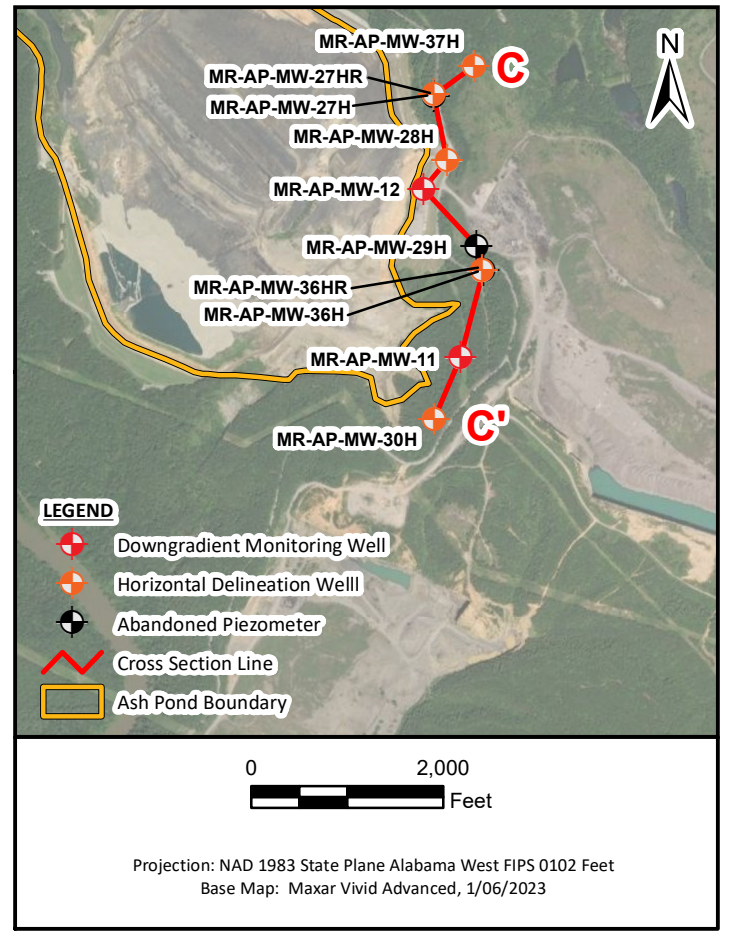 MR-AP-MW-37H
C
N
MR-AP-MW-27HR
MR-AP-MW-27H
MR-AP-MW-28H
MR-AP-MW-12
MR-AP-MW-29H
MR-AP-MW-36HR
MR-AP-MW-36H
MR-AP-MW-11
MR-AP-MW-30H
C'
LEGEND
Downgradient Monitoring Well
Horizontal Delineation Welll
Abandoned Piezometer
Cross Section Line
Ash Pond Boundary
0 2,000
Feet
Projection: NAD 1983 State Plane Alabama West FIPS 0102 Feet
Base Map: Maxar Vivid Advanced, 1/06/2023